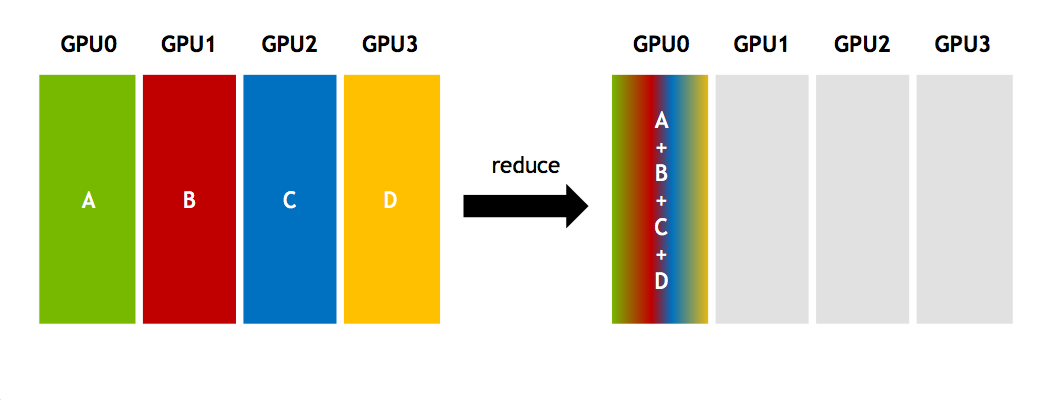 GPU0 GPU1 GPU2 GPU3
GPU0 GPU1 GPU2 GPU3
A B C D
reduce
A
+
B
+
C
+
D